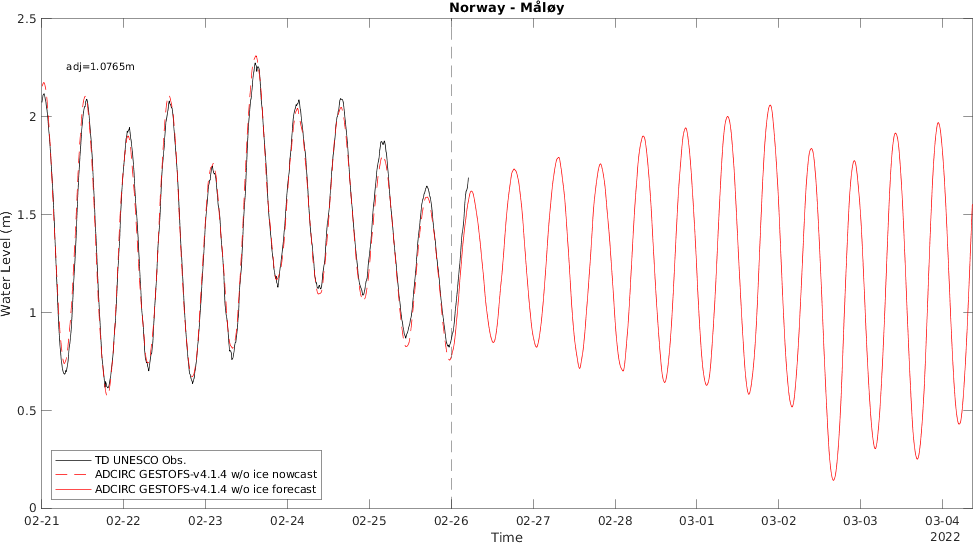 Norway - Måløy
2.5
adj=1.0765m
2
1.5
Water Level (m)
1
0.5
TD UNESCO Obs.
ADCIRC GESTOFS-v4.1.4 w/o ice nowcast
ADCIRC GESTOFS-v4.1.4 w/o ice forecast
0
02-21 02-22 02-23 02-24 02-25 02-26 02-27 02-28 03-01 03-02 03-03 03-04
Time 2022